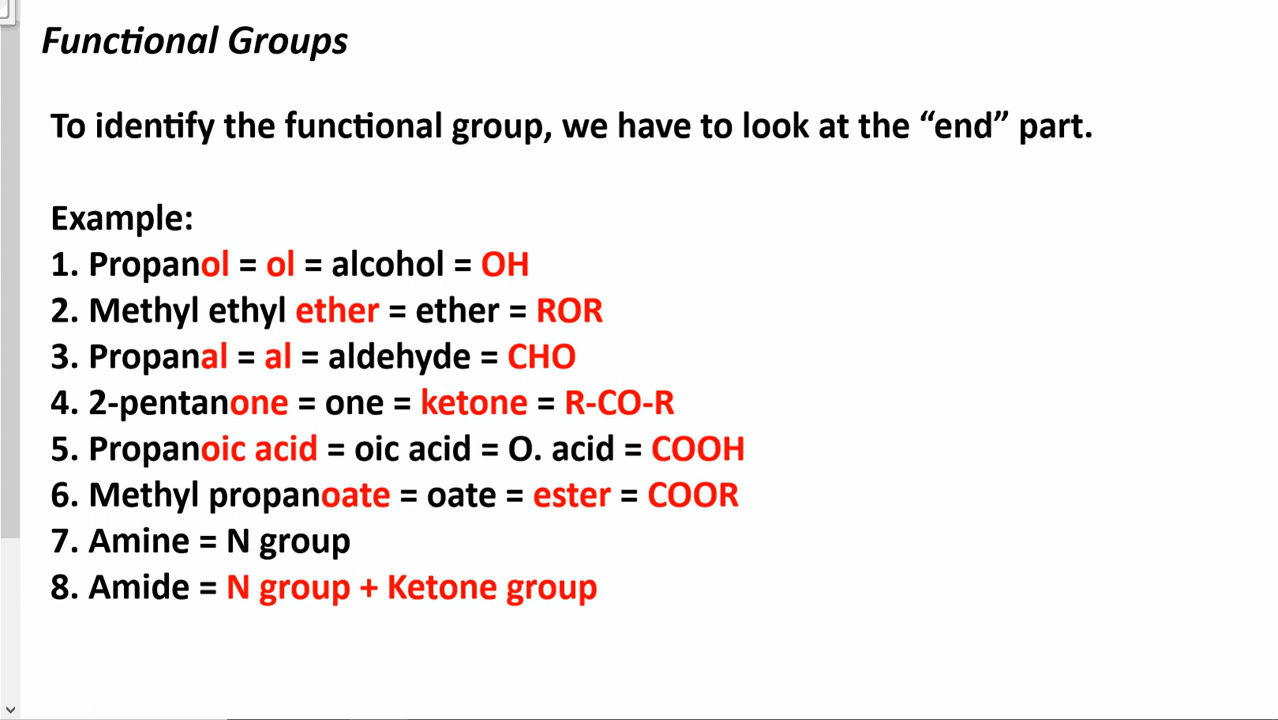 Functional Groups
To identify the functional group, we have to look at the “end” part.
Example:
1. Propanol = ol = alcohol = OH
2. Methyl ethyl ether = ether = ROR
3. Propanal = al = aldehyde = CHO
4. 2-pentanone = one = ketone = R-CO-R
5. Propanoic acid = oic acid = O. acid = COOH
6. Methyl propanoate = oate = ester = COOR
7. Amine = N group
8. Amide = N group + Ketone group